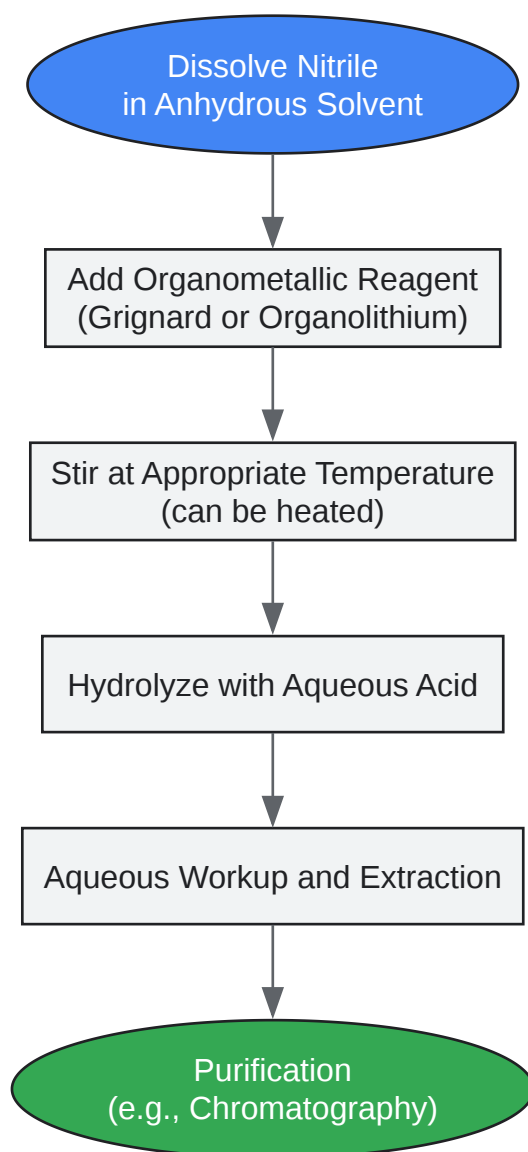 Dissolve Nitrile
in Anhydrous Solvent
Add Organometallic Reagent
(Grignard or Organolithium)
Stir at Appropriate Temperature
(can be heated)
Hydrolyze with Aqueous Acid
Aqueous Workup and Extraction
Purification
(e.g., Chromatography)